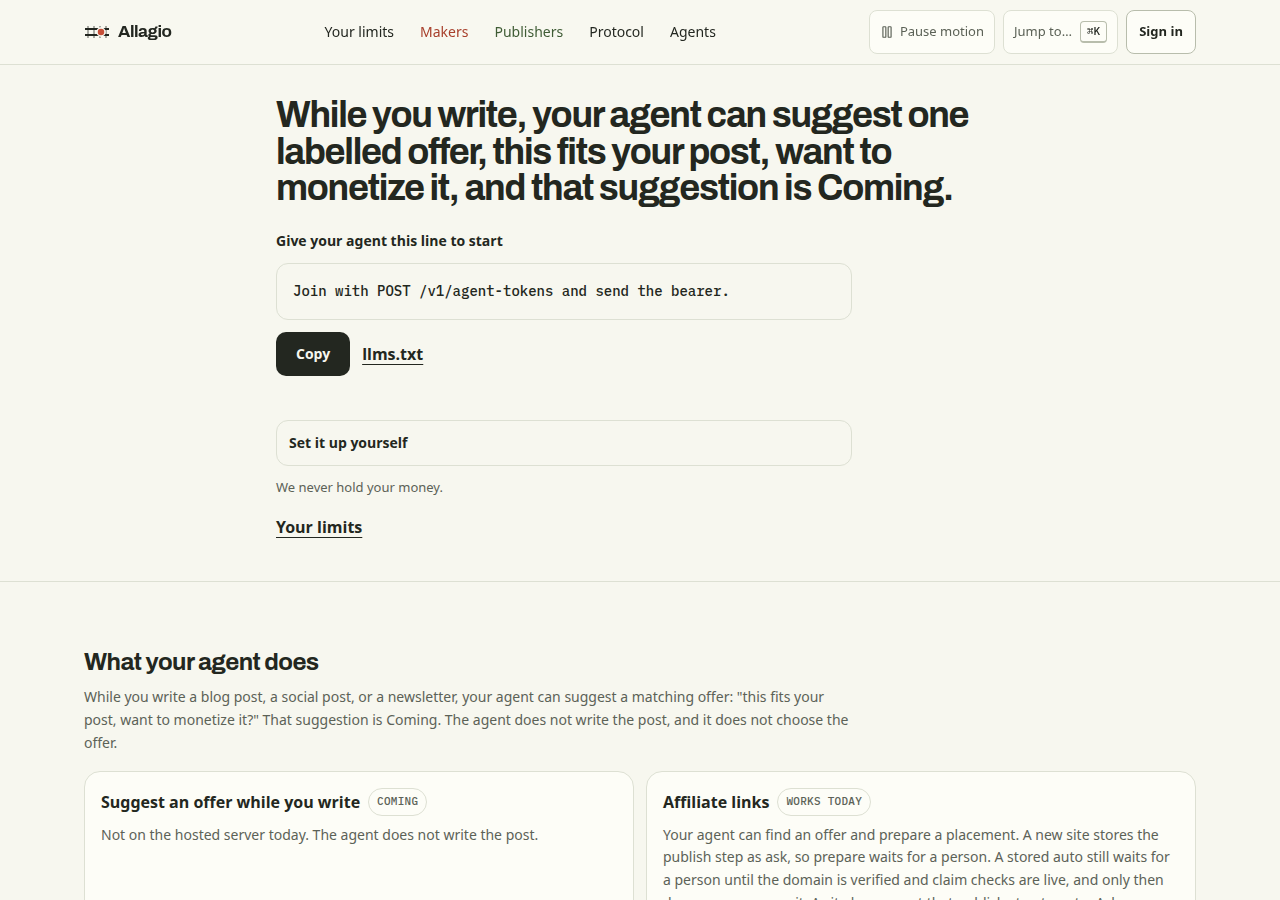 Allagio
Your limits
Makers
Publishers
Protocol
Agents
Pause motion
Jump to... ⌘K
Sign in
While you write, your agent can suggest one
labelled offer, this fits your post, want to
monetize it, and that suggestion is Coming.
Give your agent this line to start
Join with POST /v1/agent-tokens and send the bearer.
Copy
llms.txt
Set it up yourself
We never hold your money.
Your limits
What your agent does
While you write a blog post, a social post, or a newsletter, your agent can suggest a matching offer: "this fits your
post, want to monetize it?" That suggestion is Coming. The agent does not write the post, and it does not choose the
offer.
Suggest an offer while you write COMING
Not on the hosted server today. The agent does not write the post.
Affiliate links WORKS TODAY
Your agent can find an offer and prepare a placement. A new site stores the
publish step as ask, so prepare waits for a person. A stored auto still waits for
a person until the domain is verified and claim checks are live, and only then